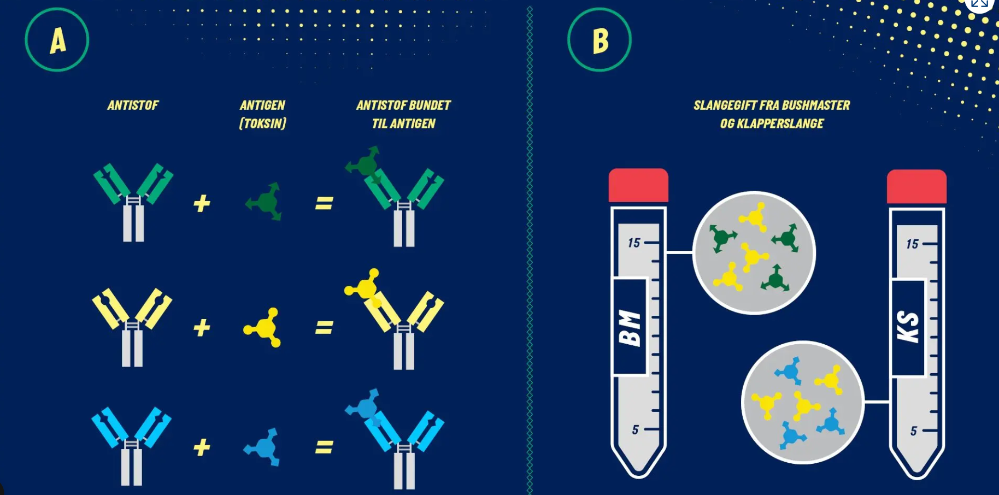 A
ANTISTOF
ANTIGEN
(TOKSIN)
ANTISTOF BUNDET
TIL ANTIGEN
+
=
+
=
+
=
B
SLANGEGIFT FRA BUSHMASTER
OG KLAPPERSLANGE
15
BM
5
15
KS
5